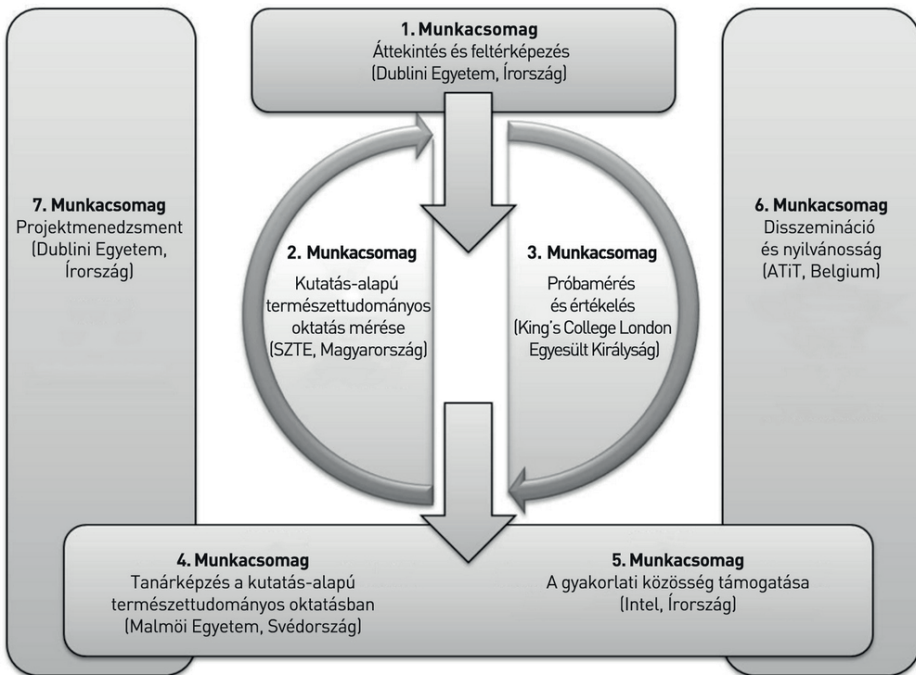 1. Munkacsomag
Áttekintés és feltérképezés
(Dublini Egyetem, Írország)
7. Munkacsomag
Projektmenedzsment
(Dublini Egyetem,
Írország)
2. Munkacsomag
Kutatás-alapú
természettudományos
oktatás mérése
(SZTE, Magyarország)
3. Munkacsomag
Próbamérés
és értékelés
(King's College London
Egyesült Királyság)
6. Munkacsomag
Disszemináció
és nyilvánosság
(ATiT, Belgium)
4. Munkacsomag
Tanárképzés a kutatás-alapú
természettudományos oktatásban
(Malmöi Egyetem, Svédország)
5. Munkacsomag
A gyakorlati közösség támogatása
(Intel, Írország)